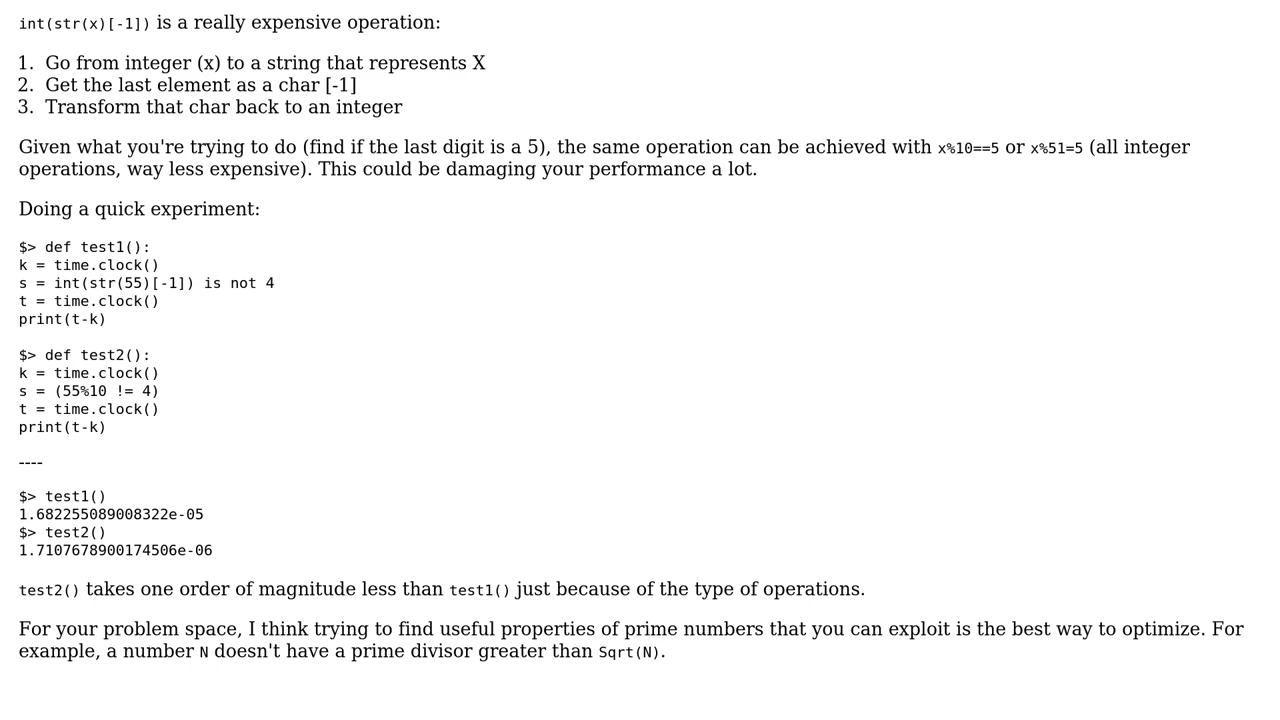 int(str(x)[-1]) is a really expensive operation:
1. Go from integer (x) to a string that represents X
2. Get the last element as a char [-1]
3. Transform that char back to an integer
Given what you're trying to do (find if the last digit is a 5), the same operation can be achieved with x%10==5 or x%51=5 (all integer
operations, way less expensive). This could be damaging your performance a lot.
Doing a quick experiment:
$> def test1():
k = time.clock()
s = int(str(55)[-1]) is not 4
t = time.clock()
print(t-k)
$> def test2():
k = time.clock()
s = (55%10 != 4)
t = time.clock()
print(t-k)
----
$> test1()
1.682255089008322e-05
$> test2()
1.7107678900174506e-06
test2() takes one order of magnitude less than test1() just because of the type of operations.
For your problem space, I think trying to find useful properties of prime numbers that you can exploit is the best way to optimize. For
example, a number N doesn't have a prime divisor greater than Sqrt(N).